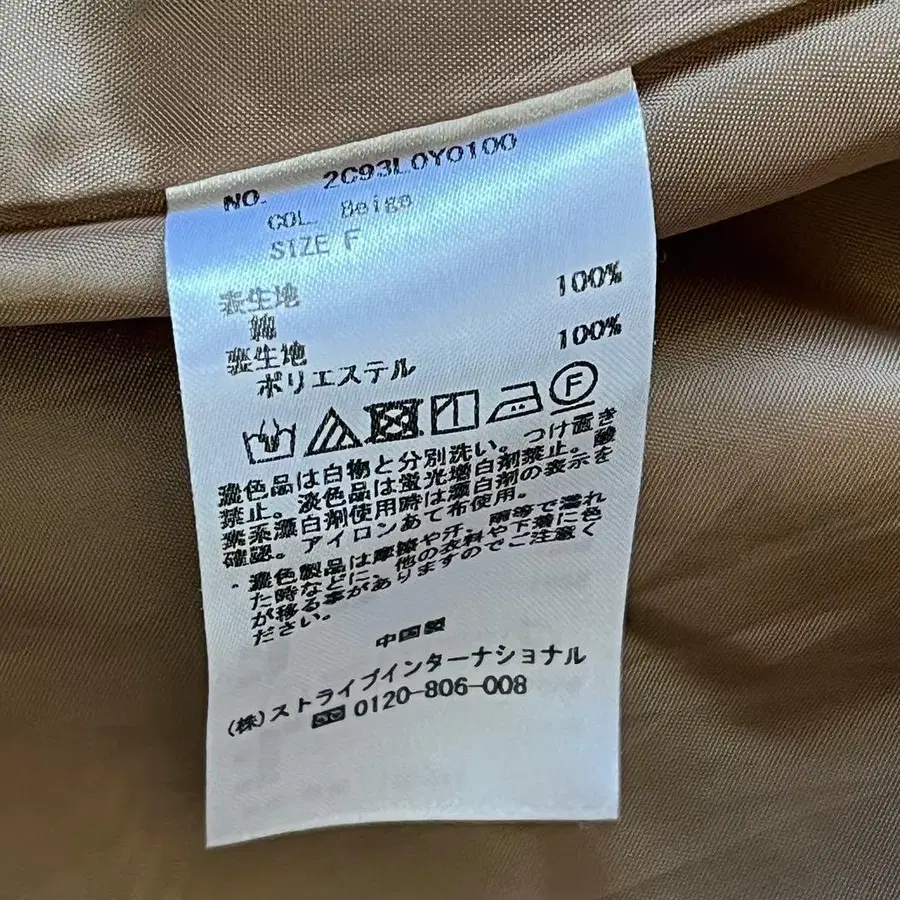 NO. 2C93L0Y0100
COL. Beige
SIZE F
表生地 100%
綿
裏生地 100%
ポリエステル
F
濃色品は白物と分別洗い。つけ置き
禁止。淡色品は蛍光増白剤禁止。酸
素系漂白剤使用時は漂白剤の表示を
確認。アイロンあて布使用。
・濃色製品は摩擦や汗、雨等で濡れ
た時などに、他の衣料や下着に色
が移る事がありますのでご注意く
ださい。
中国製
(株)ストライプインターナショナル
0120-806-008